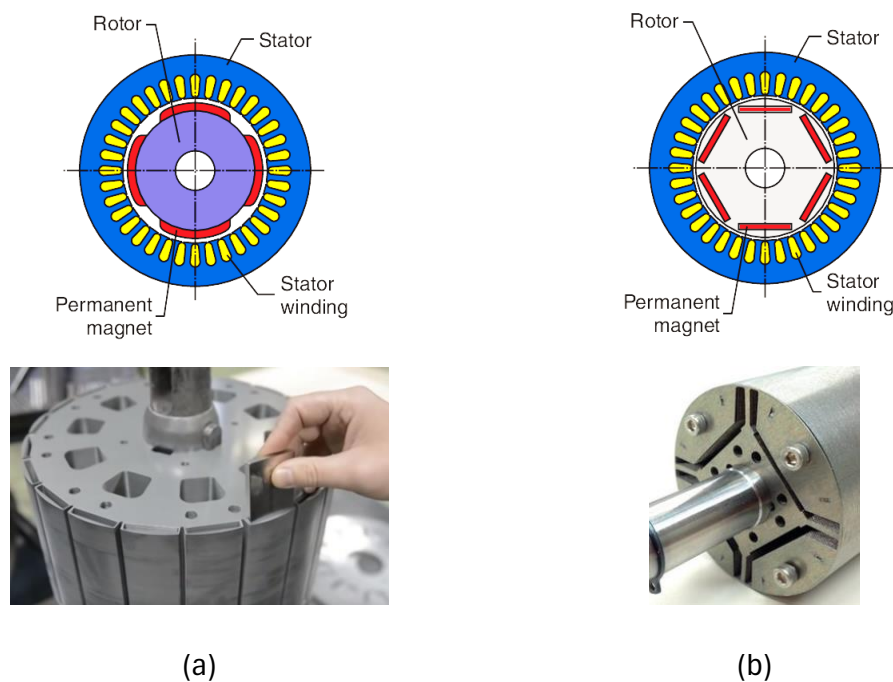 Rotor
Stator
Permanent
magnet
Stator
winding
Rotor
Stator
Permanent
magnet
Stator
winding
(a)
(b)